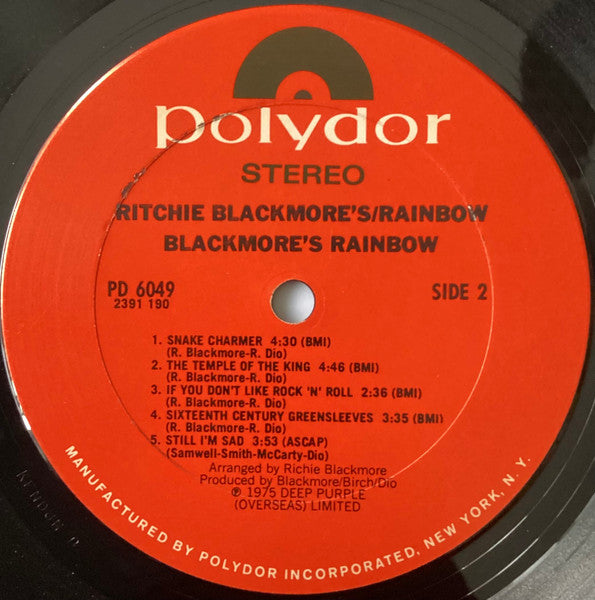 polydor
STEREO
RITCHIE BLACKMORE'S/RAINBOW
BLACKMORE'S RAINBOW
PD 6049
2391 190
SIDE 2
1. SNAKE CHARMER 4:30 (BMI)
(R. Blackmore-R. Dio)
2. THE TEMPLE OF THE KING 4:46 (BMI)
(R. Blackmore-R. Dio)
3. IF YOU DON'T LIKE ROCK 'N' ROLL 2:36 (BMI)
(R. Blackmore-R. Dio)
4. SIXTEENTH CENTURY GREENSLEEVES 3:35 (BMI)
(R. Blackmore-R. Dio)
5. STILL I'M SAD 3:53 (ASCAP)
(Samwell-Smith-McCarty-Dio)
Arranged by Richie Blackmore
Produced by Blackmore/Birch/Dio
℗ 1975 DEEP PURPLE
(OVERSEAS) LIMITED
MANUFACTURED BY POLYDOR INCORPORATED, NEW YORK, N. Y.